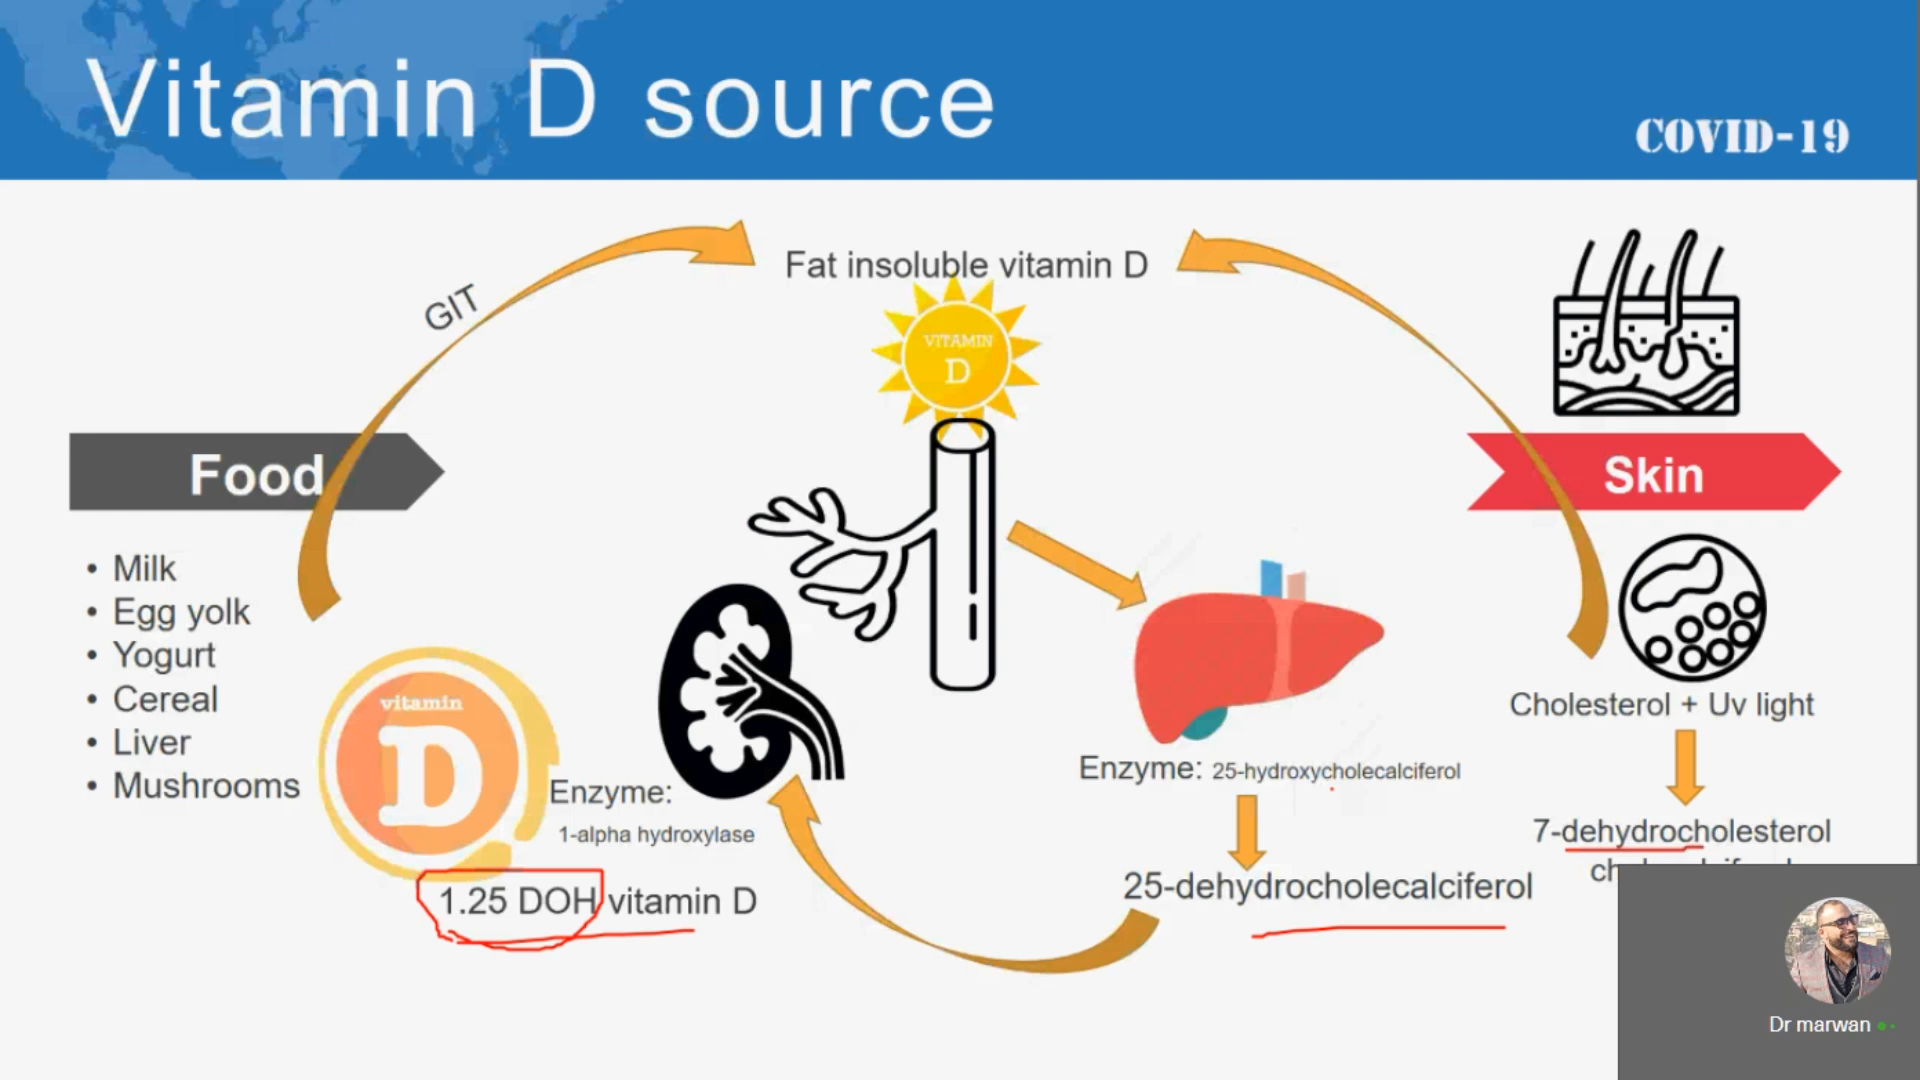 Vitamin D source
COVID-19
Fat insoluble vitamin D
GIT
VITAMIN
D
Food
Skin
• Milk
• Egg yolk
• Yogurt
• Cereal
• Liver
• Mushrooms
vitamin
D
Enzyme:
1-alpha hydroxylase
1.25 DOH vitamin D
Enzyme: 25-hydroxycholecalciferol
25-dehydrocholecalciferol
Cholesterol + Uv light
7-dehydrocholesterol
Dr marwan